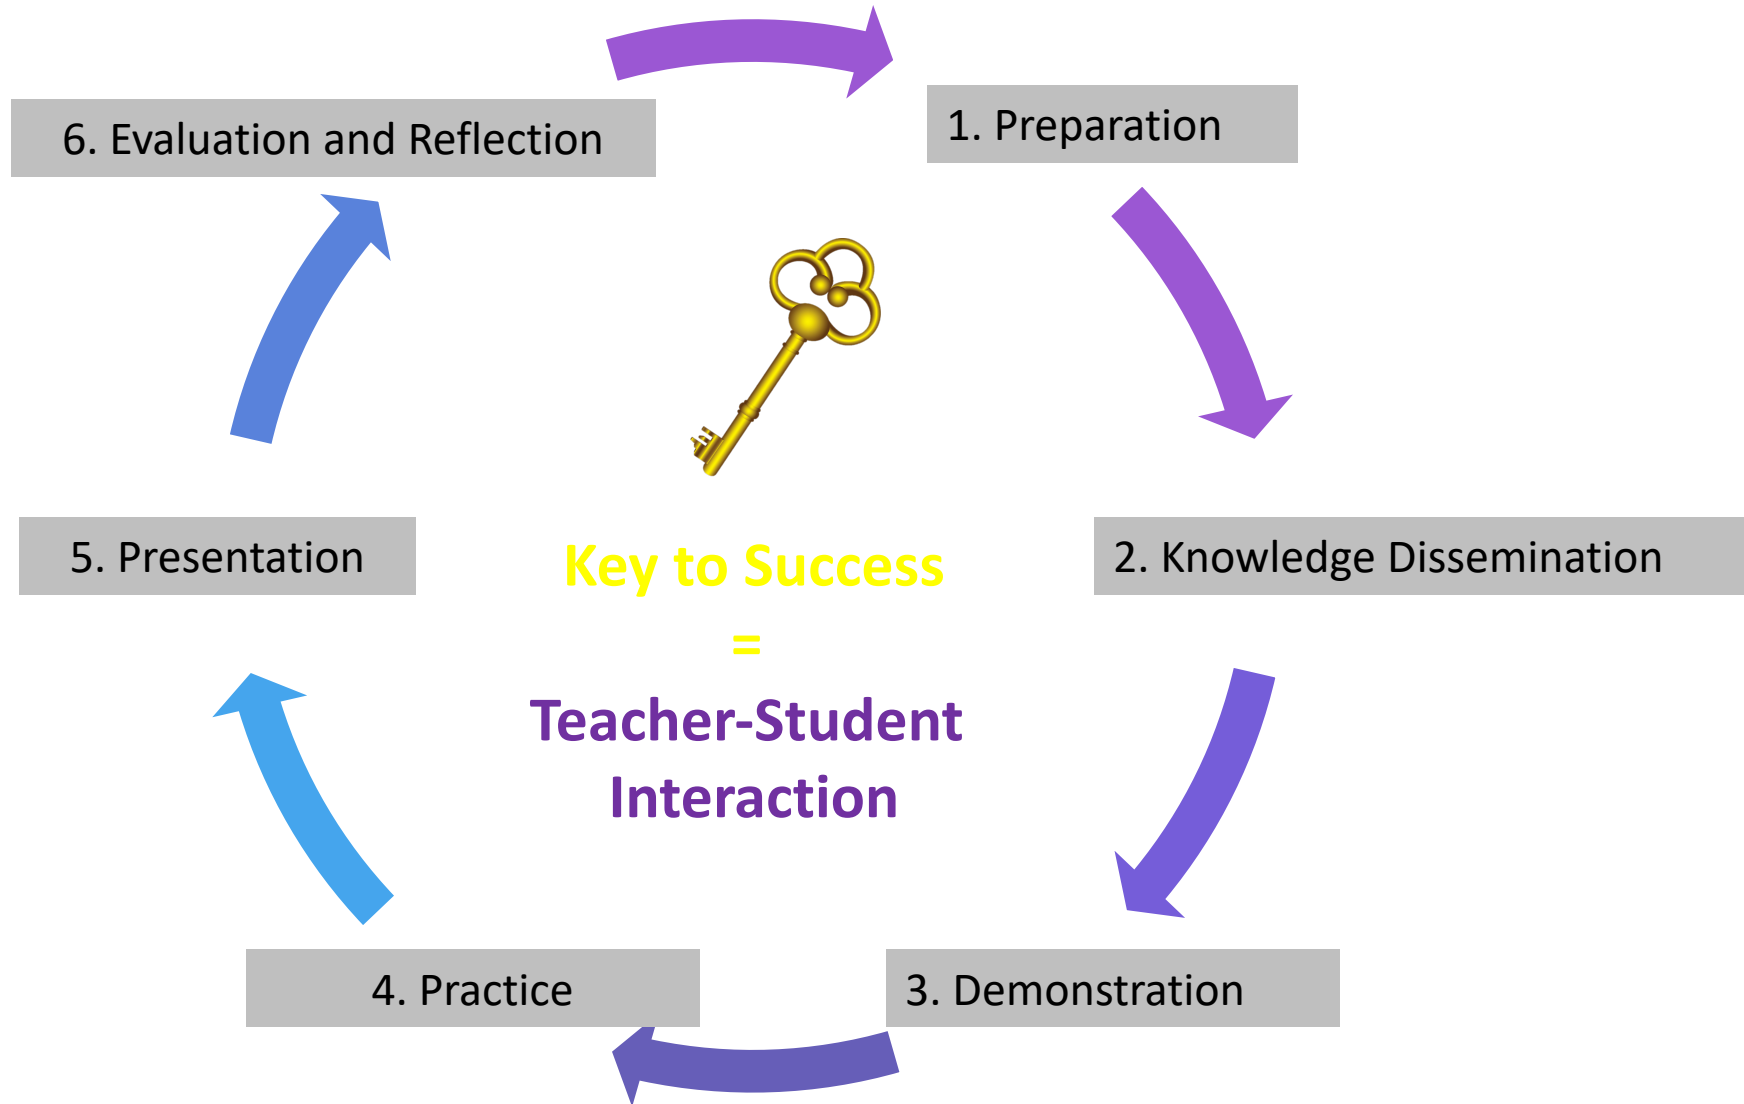 1. Preparation
2. Knowledge Dissemination
3. Demonstration
4. Practice
5. Presentation
6. Evaluation and Reflection
Key to Success
=
Teacher-Student
Interaction